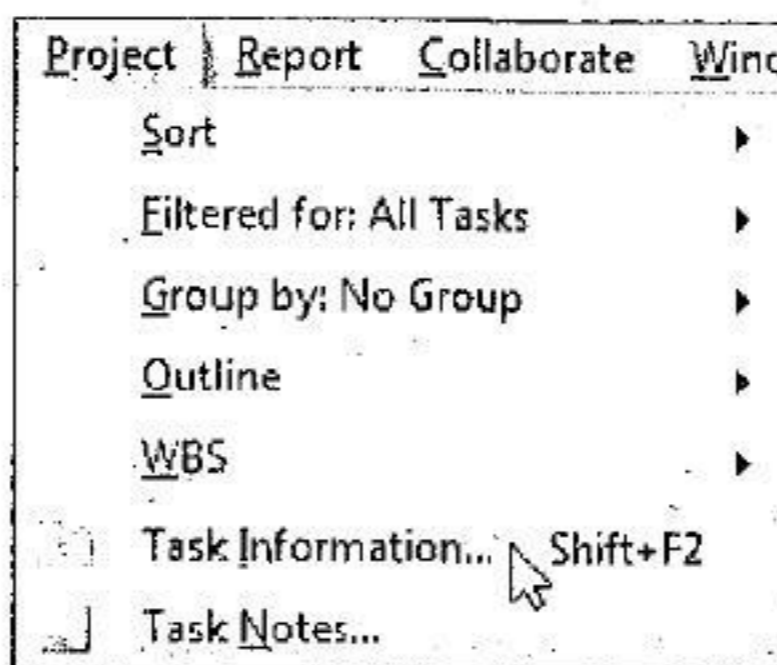 Project Report Collaborate Wind
Sort
Filtered for: All Tasks
Group by: No Group
Outline
WBS
Task Information... Shift+F2
Task Notes...